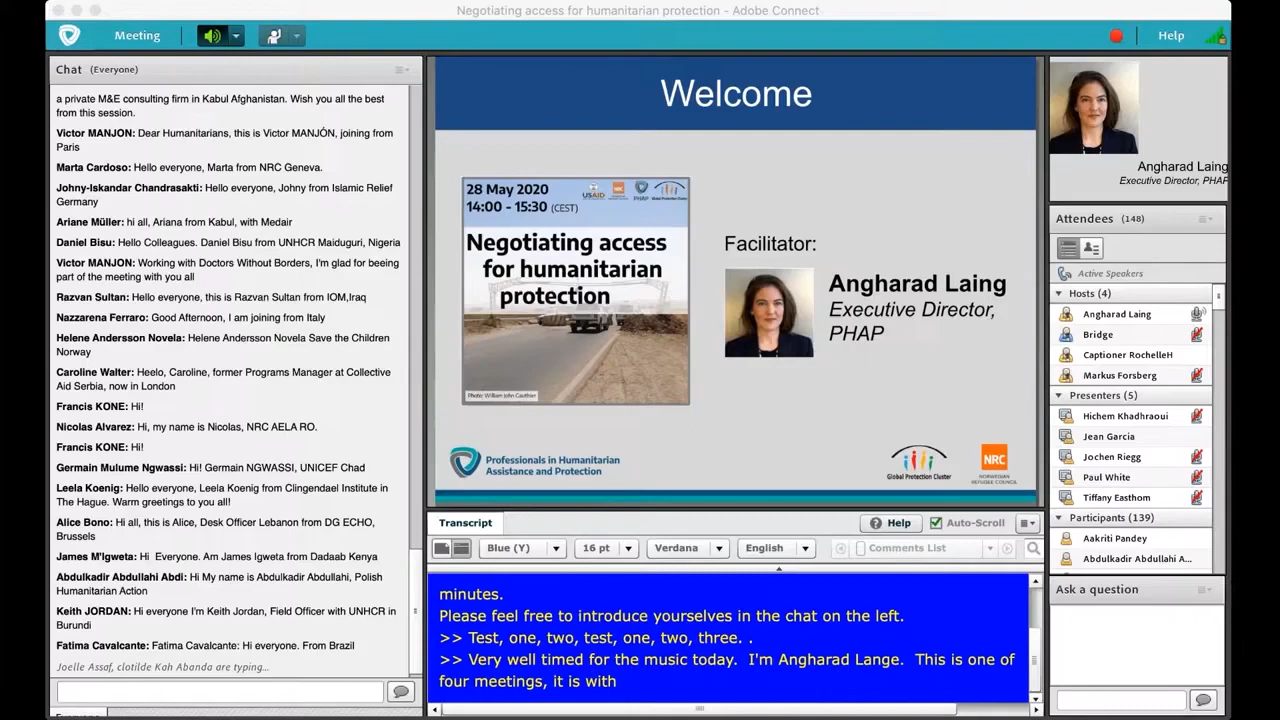 Negotiating access for humanitarian protection - Adobe Connect
Meeting
Help
Chat (Everyone)
a private M&E consulting firm in Kabul Afghanistan. Wish you all the best
from this session.
Victor MANJON: Dear Humanitarians, this is Victor MANJÓN, joining from
Paris
Marta Cardoso: Hello everyone, Marta from NRC Geneva.
Johny-Iskandar Chandrasakti: Hello everyone, Johny from Islamic Relief
Germany
Ariane Müller: hi all, Ariana from Kabul, with Medair
Daniel Bisu: Hello Colleagues. Daniel Bisu from UNHCR Maiduguri, Nigeria
Victor MANJON: Working with Doctors Without Borders, I'm glad for beeing
part of the meeting with you all
Razvan Sultan: Hello everyone, this is Razvan Sultan from IOM,Iraq
Nazzarena Ferraro: Good Afternoon, I am joining from Italy
Helene Andersson Novela: Helene Andersson Novela Save the Children
Norway
Caroline Walter: Heelo, Caroline, former Programs Manager at Collective
Aid Serbia, now in London
Francis KONE: Hi!
Nicolas Alvarez: Hi, my name is Nicolas, NRC AELA RO.
Francis KONE: Hi!
Germain Mulume Ngwassi: Hi! Germain NGWASSI, UNICEF Chad
Leela Koenig: Hello everyone, Leela Koenig from Clingendael Institute in
The Hague. Warm greetings to you all!
Alice Bono: Hi all, this is Alice, Desk Officer Lebanon from DG ECHO,
Brussels
James M'Igweta: Hi Everyone. Am James Igweta from Dadaab Kenya
Abdulkadir Abdullahi Abdi: Hi My name is Abdulkadir Abdullahi, Polish
Humanitarian Action
Keith JORDAN: Hi everyone I'm Keith Jordan, Field Officer with UNHCR in
Burundi
Fatima Cavalcante: Fatima Cavalcante: Hi everyone. From Brazil
Joelle Assaf, clotilde Kah Abanda are typing...
Everyone
Welcome
28 May 2020
14:00 - 15:30 (CEST)
USAID
NRC
PHAP
Global Protection Cluster
Negotiating access
for humanitarian
protection
Photo: William John Gauthier
Facilitator:
Angharad Laing
Executive Director,
PHAP
Professionals in Humanitarian
Assistance and Protection
Global Protection Cluster
NRC
NORWEGIAN
REFUGEE COUNCIL
Transcript
Help
Auto-Scroll
Blue (Y)
16 pt
Verdana
English
Comments List
minutes.
Please feel free to introduce yourselves in the chat on the left.
>> Test, one, two, test, one, two, three. .
>> Very well timed for the music today. I'm Angharad Lange. This is one of
four meetings, it is with
Angharad Laing
Executive Director, PHAP
Attendees (148)
Active Speakers
Hosts (4)
Angharad Laing
Bridge
Captioner RochelleH
Markus Forsberg
Presenters (5)
Hichem Khadhraoui
Jean Garcia
Jochen Riegg
Paul White
Tiffany Easthom
Participants (139)
Aakriti Pandey
Abdulkadir Abdullahi A...
Ask a question